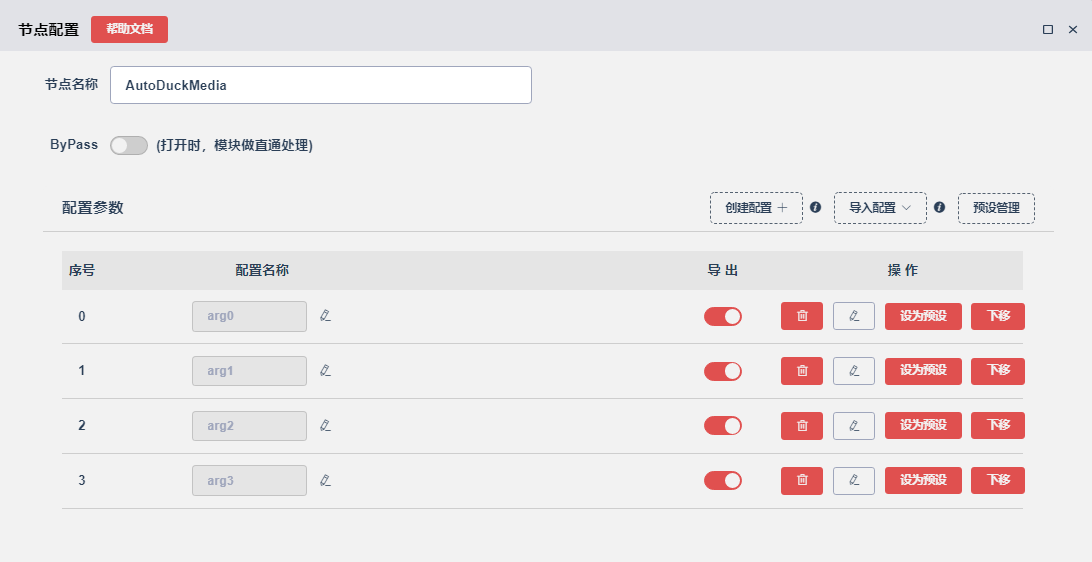 节点配置 帮助文档
节点名称 AutoDuckMedia
ByPass (打开时，模块做直通处理)
配置参数 创建配置 导入配置 预设管理
序号 配置名称 导 出 操 作
0 arg0 设为预设 下移
1 arg1 设为预设 下移
2 arg2 设为预设 下移
3 arg3 设为预设 下移